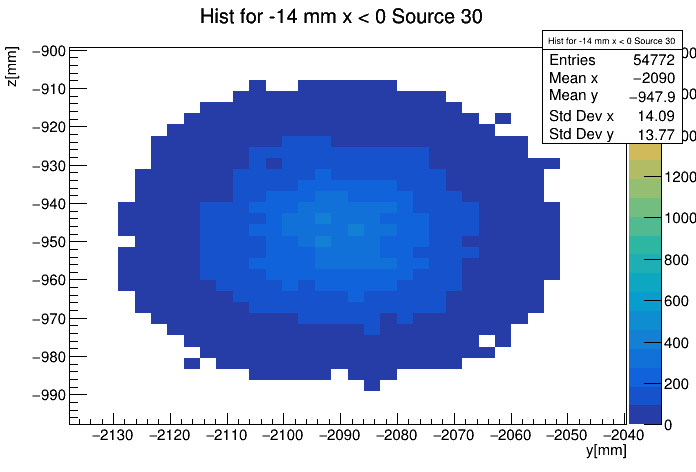 Hist for -14 mm x < 0 Source 30
Hist for -14 mm x < 0 Source 30
Entries 54772
Mean x −2090
Mean y −947.9
Std Dev x 14.09
Std Dev y 13.77
z[mm]
−900
−910
−920
−930
−940
−950
−960
−970
−980
−990
1200
1000
800
600
400
200
0
−2130 −2120 −2110 −2100 −2090 −2080 −2070 −2060 −2050 −2040
y[mm]